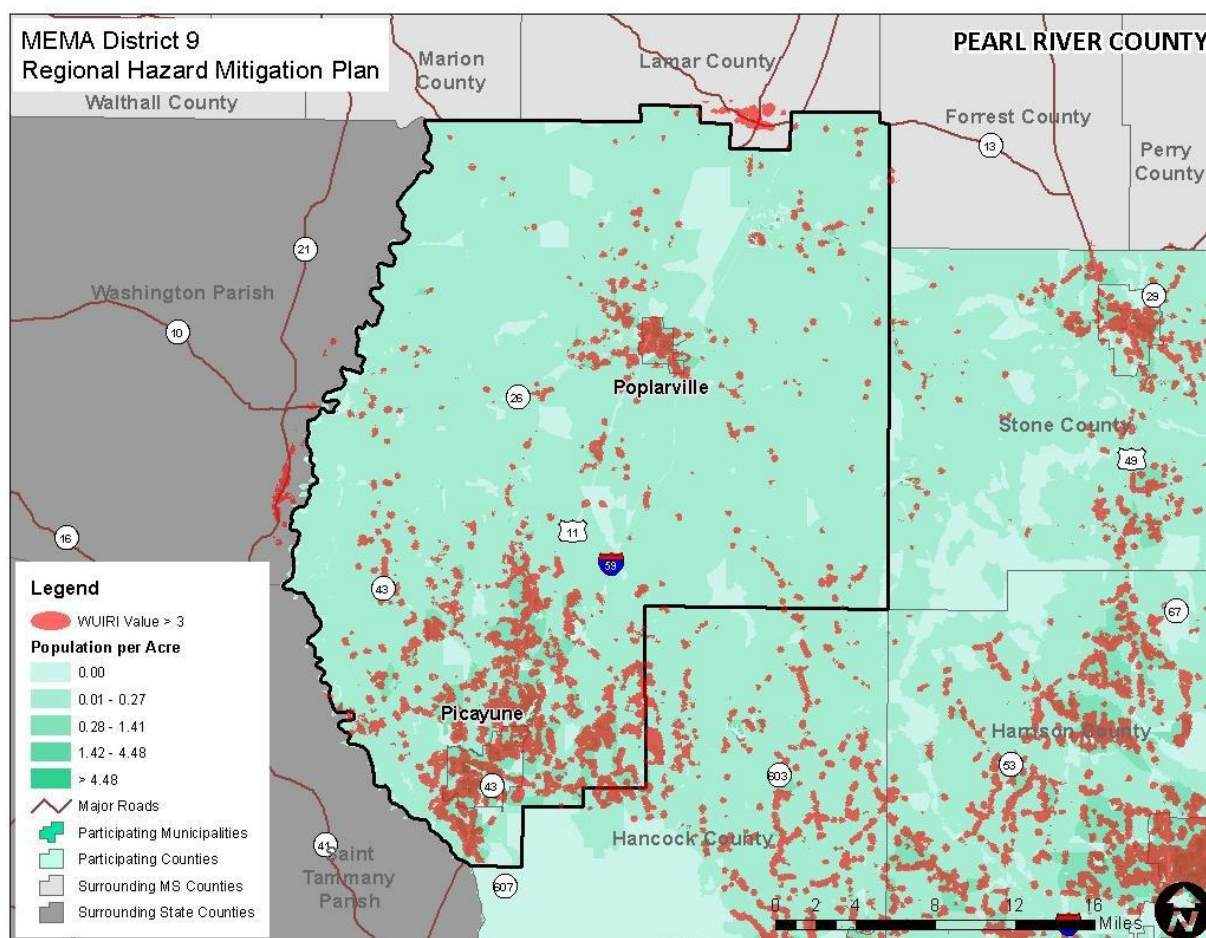 MEMA District 9
Regional Hazard Mitigation Plan
PEARL RIVER COUNTY
Marion
County
Lamar County
Walthall County
Forrest County
13
Perry
County
21
Washington Parish
10
29
26
Poplarville
Stone County
49
16
11
59
43
67
Picayune
Harrison County
53
43
603
Hancock County
41
Saint
Tammany
Parish
607
Legend
WUIRI Value > 3
Population per Acre
0.00
0.01 - 0.27
0.28 - 1.41
1.42 - 4.48
> 4.48
Major Roads
Participating Municipalities
Participating Counties
Surrounding MS Counties
Surrounding State Counties
0 2 4 8 12 16
Miles
N